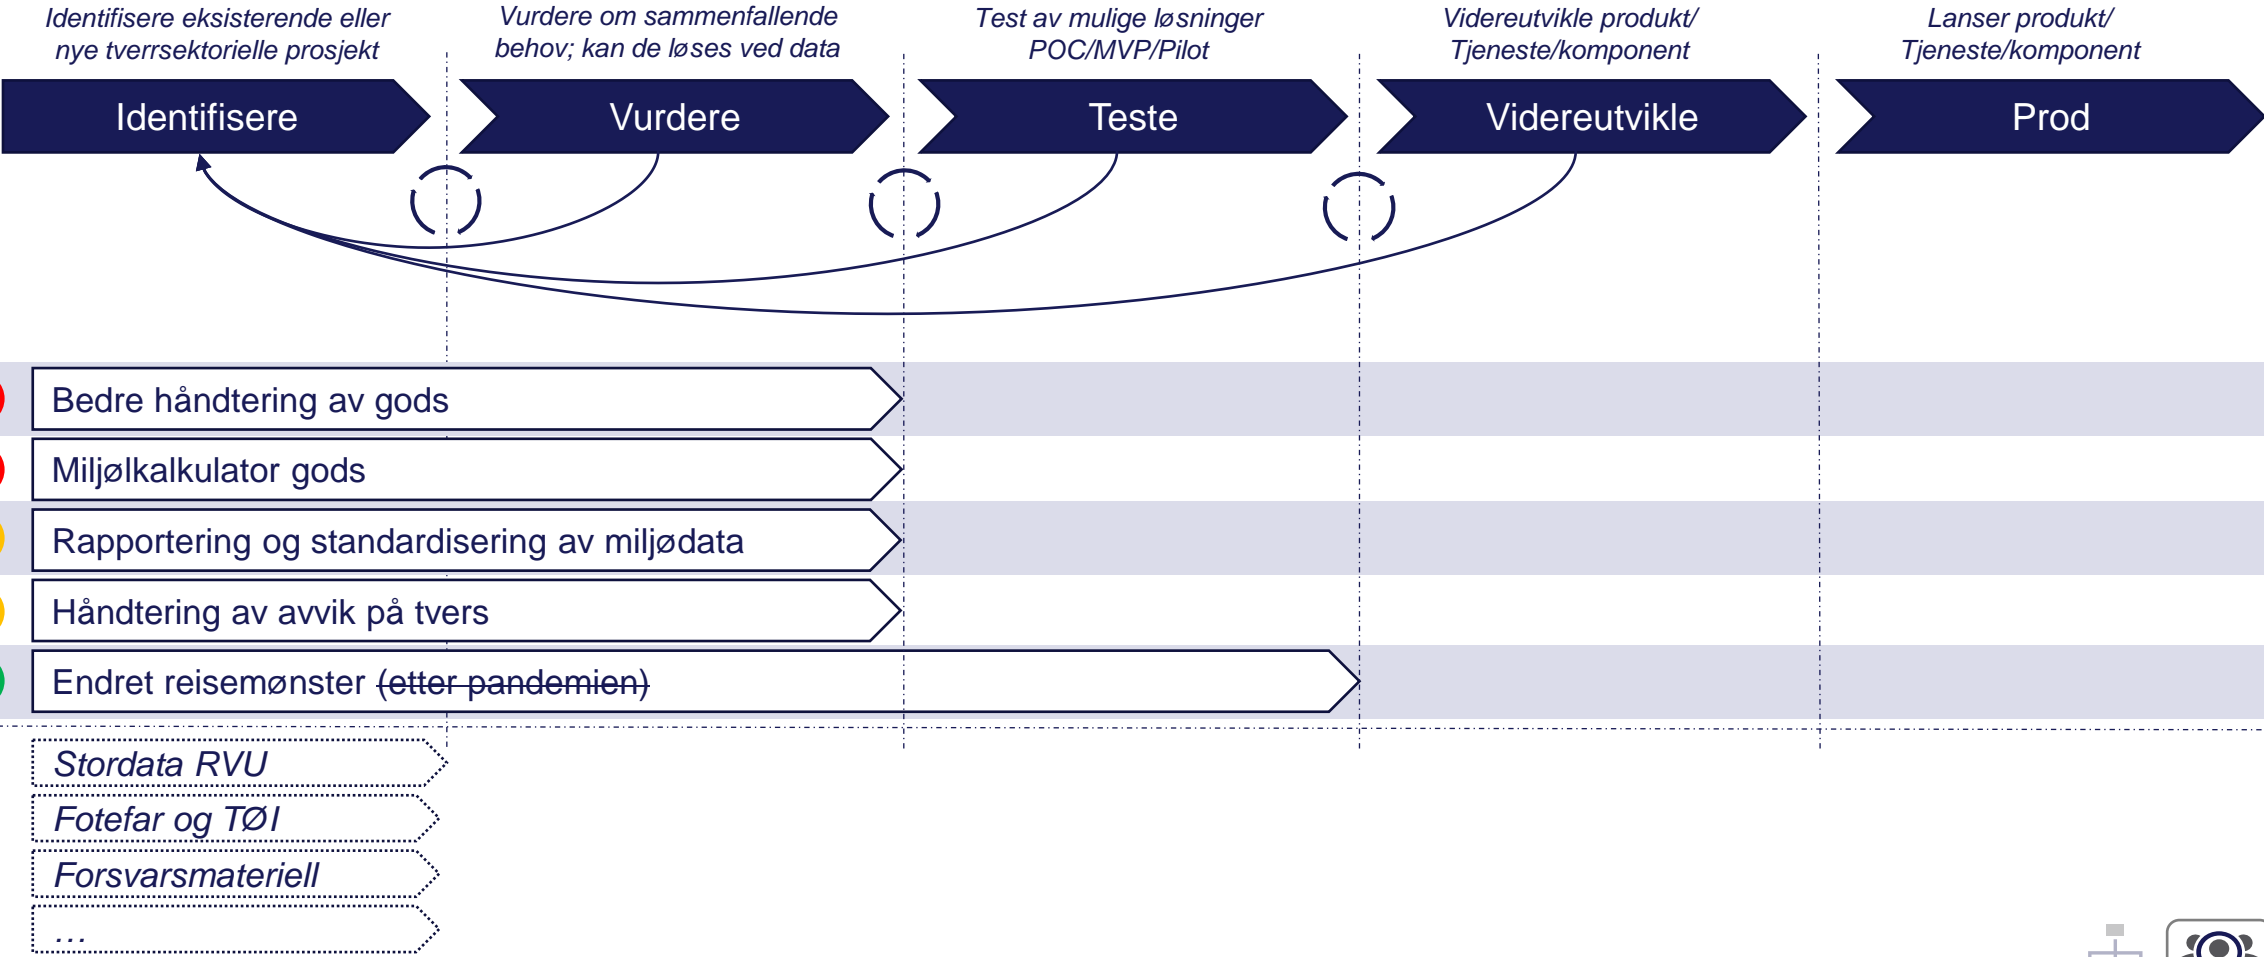 Identifisere eksisterende eller
nye tverrsektorielle prosjekt
Vurdere om sammenfallende
behov; kan de løses ved data
Test av mulige løsninger
POC/MVP/Pilot
Videreutvikle produkt/
Tjeneste/komponent
Lanser produkt/
Tjeneste/komponent
Identifisere
Vurdere
Teste
Videreutvikle
Prod
Bedre håndtering av gods
Miljølkalkulator gods
Rapportering og standardisering av miljødata
Håndtering av avvik på tvers
Endret reisemønster (etter pandemien)
Stordata RVU
Fotefar og TØI
Forsvarsmateriell
…